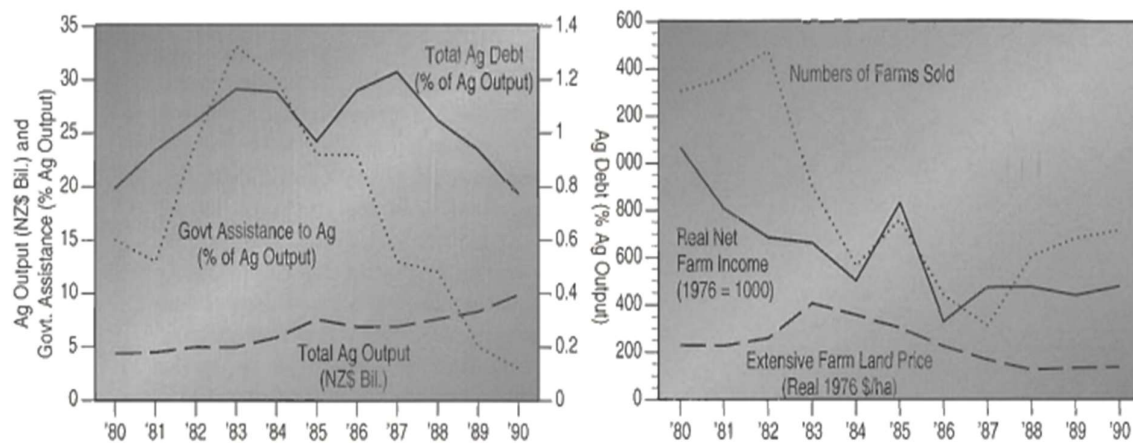 35
30
25
20
15
10
5
0
Ag Output (NZ$ Bil.) and
Govt. Assistance (% Ag Output)
Total Ag Debt
(% of Ag Output)
Govt Assistance to Ag
(% of Ag Output)
Total Ag Output
(NZ$ Bil.)
1.4
1.2
1
0.8
0.6
0.4
0.2
0
'80 '81 '82 '83 '84 '85 '86 '87 '88 '89 '90
Ag Debt (% Ag Output)
600
400
200
000
800
600
400
200
000
Numbers of Farms Sold
Real Net
Farm Income
(1976 = 1000)
Extensive Farm Land Price
(Real 1976 $/ha)
'80 '81 '82 '83 '84 '85 '86 '87 '88 '89 '90